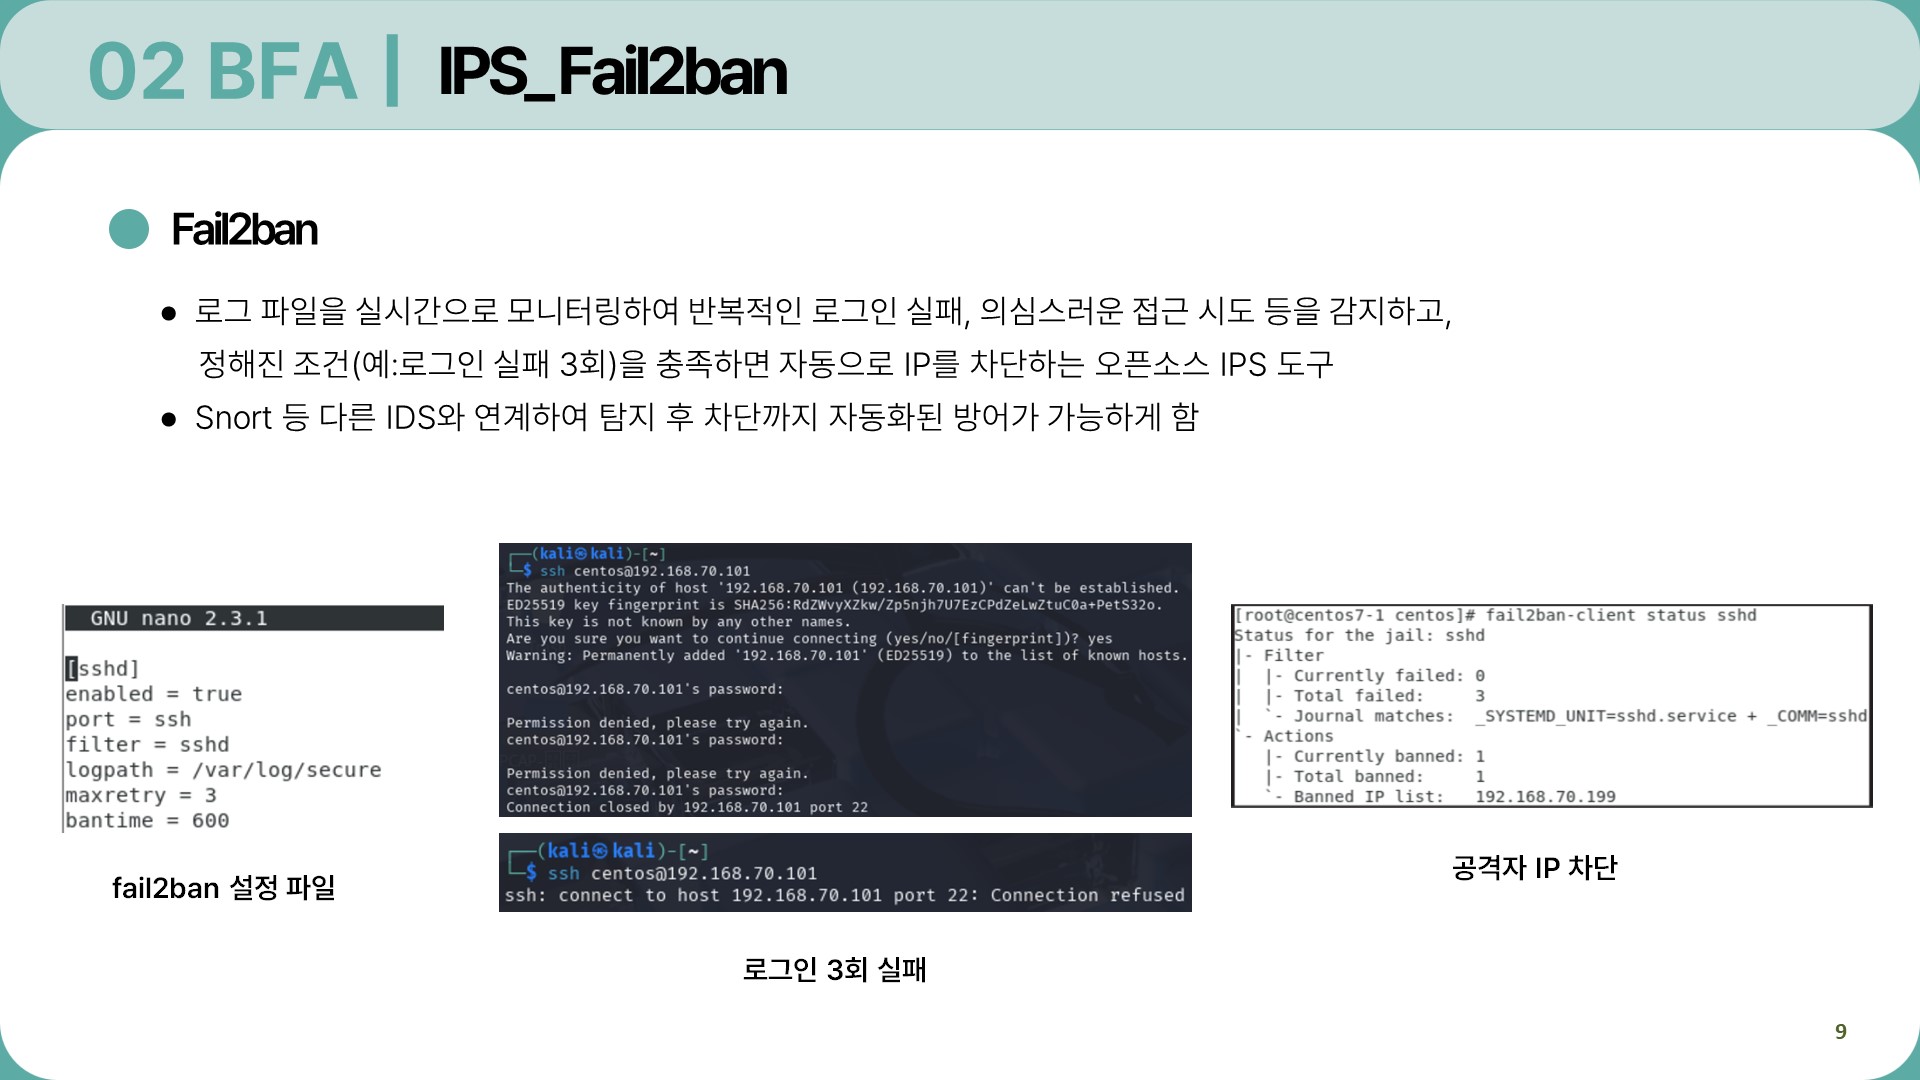 02 BFA | IPS_Fail2ban
Fail2ban
● 로그 파일을 실시간으로 모니터링하여 반복적인 로그인 실패, 의심스러운 접근 시도 등을 감지하고,
정해진 조건(예:로그인 실패 3회)을 충족하면 자동으로 IP를 차단하는 오픈소스 IPS 도구
● Snort 등 다른 IDS와 연계하여 탐지 후 차단까지 자동화된 방어가 가능하게 함
GNU nano 2.3.1
[sshd]
enabled = true
port = ssh
filter = sshd
logpath = /var/log/secure
maxretry = 3
bantime = 600
fail2ban 설정 파일
┌──(kali㉿kali)-[~]
└─$ ssh centos@192.168.70.101
The authenticity of host '192.168.70.101 (192.168.70.101)' can't be established.
ED25519 key fingerprint is SHA256:RdZWvyXZkw/Zp5njh7U7EzCPdZeLwZtuC0a+PetS32o.
This key is not known by any other names.
Are you sure you want to continue connecting (yes/no/[fingerprint])? yes
Warning: Permanently added '192.168.70.101' (ED25519) to the list of known hosts.
centos@192.168.70.101's password:
Permission denied, please try again.
centos@192.168.70.101's password:
Permission denied, please try again.
centos@192.168.70.101's password:
Connection closed by 192.168.70.101 port 22
┌──(kali㉿kali)-[~]
└─$ ssh centos@192.168.70.101
ssh: connect to host 192.168.70.101 port 22: Connection refused
로그인 3회 실패
[root@centos7-1 centos]# fail2ban-client status sshd
Status for the jail: sshd
|- Filter
|  |- Currently failed: 0
|  |- Total failed:     3
|  `- Journal matches:  _SYSTEMD_UNIT=sshd.service + _COMM=sshd
`- Actions
   |- Currently banned: 1
   |- Total banned:     1
   `- Banned IP list:   192.168.70.199
공격자 IP 차단
9